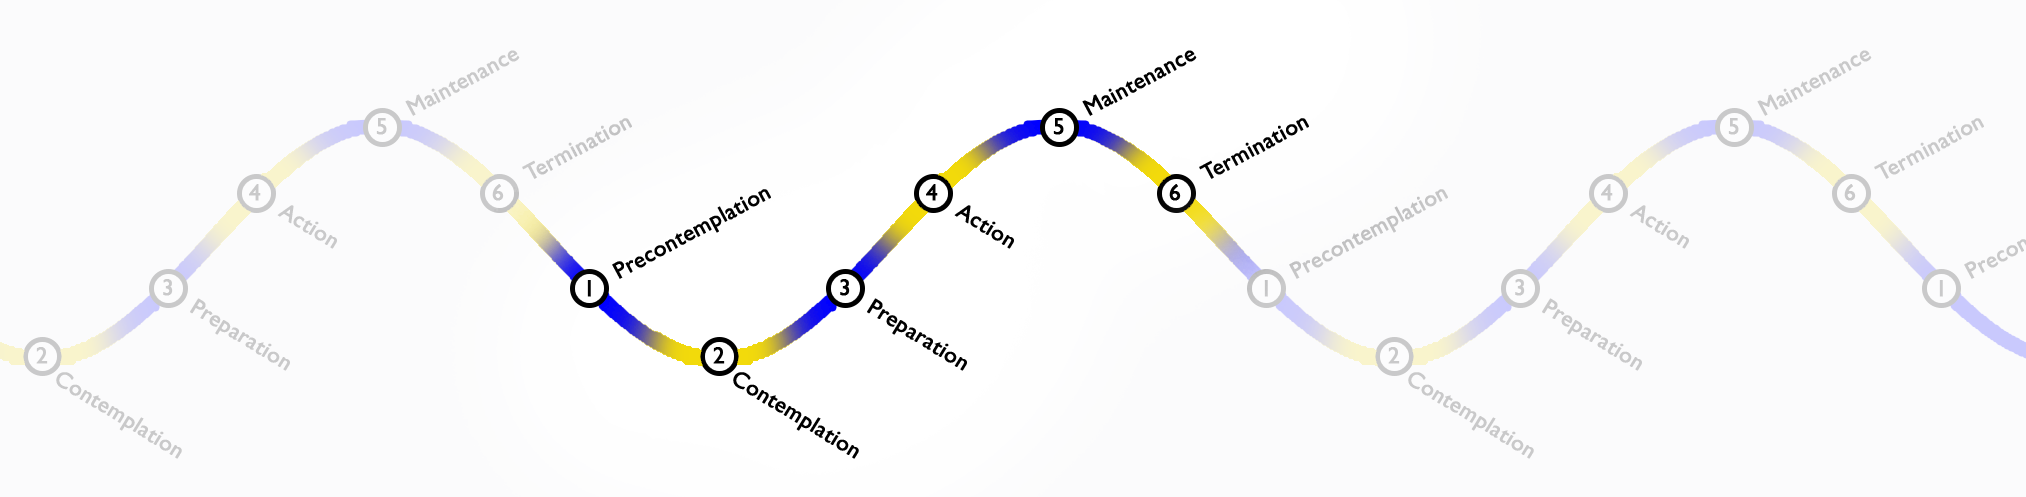 2
Contemplation
3
Preparation
4
Action
5
Maintenance
6
Termination
1
Precontemplation
2
Contemplation
3
Preparation
4
Action
5
Maintenance
6
Termination
1
Precontemplation
2
Contemplation
3
Preparation
4
Action
5
Maintenance
6
Termination
1
Precon